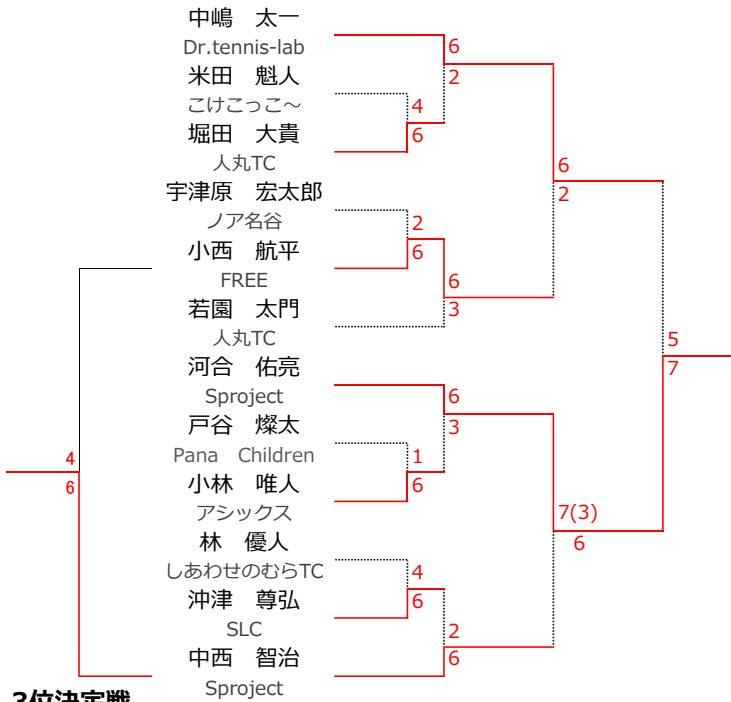 中嶋　太一
Dr.tennis-lab
6
米田　魁人
2
こけこっこ～
4
堀田　大貴
6
人丸TC
6
宇津原　宏太郎
2
ノア名谷
2
小西　航平
6
FREE
6
若園　太門
3
人丸TC
5
河合　佑亮
7
Sproject
6
戸谷　燦太
3
Pana　Children
1
4
小林　唯人
6
6
アシックス
7(3)
林　優人
6
しあわせのむらTC
4
沖津　尊弘
6
SLC
2
中西　智治
6
Sproject
3位決定戦